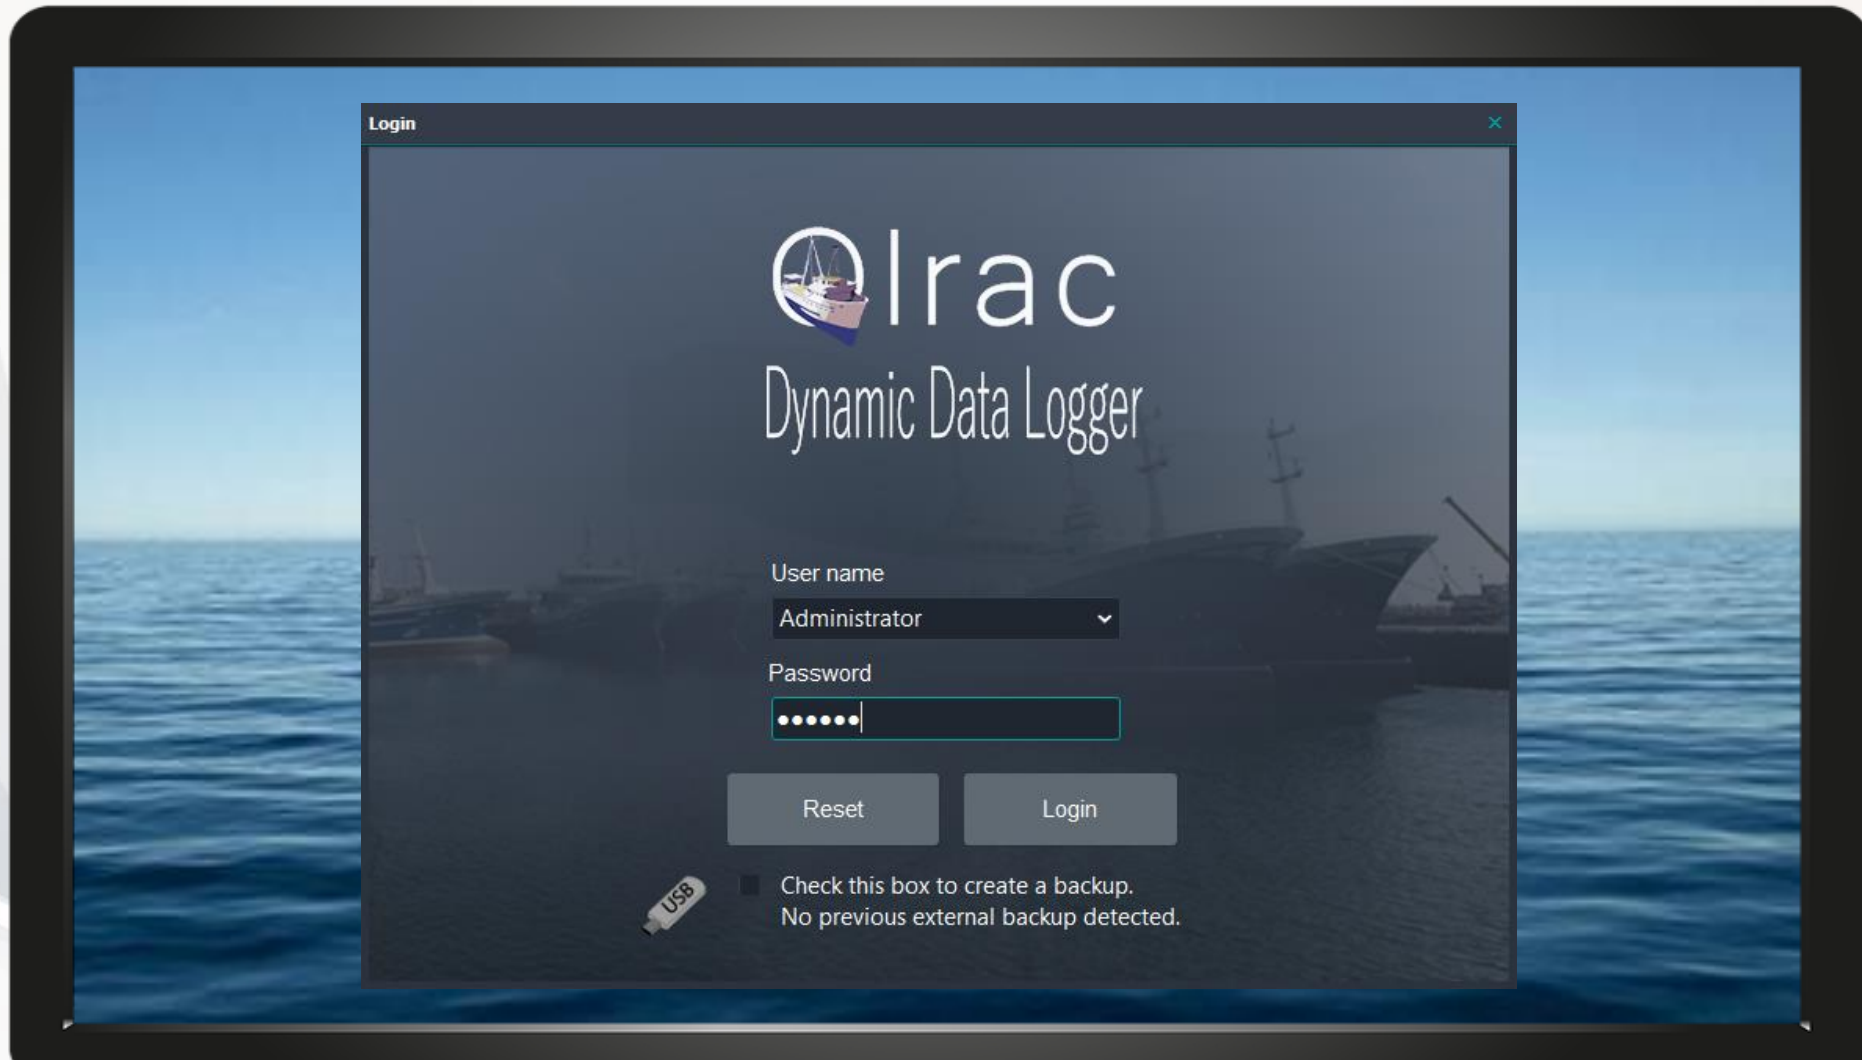 Login
Olrac
Dynamic Data Logger
User name
Administrator
Password
Reset
Login
USB
Check this box to create a backup.
No previous external backup detected.